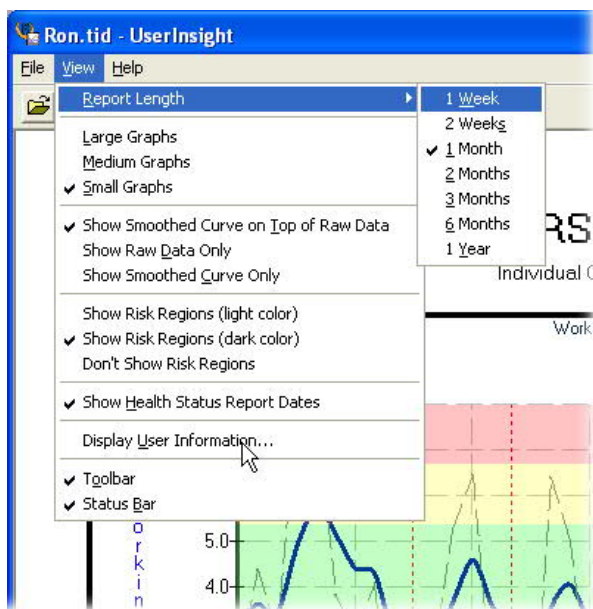 Ron.tid - UserInsight
File View Help
Report Length
Large Graphs
Medium Graphs
Small Graphs
Show Smoothed Curve on Top of Raw Data
Show Raw Data Only
Show Smoothed Curve Only
Show Risk Regions (light color)
Show Risk Regions (dark color)
Don't Show Risk Regions
Show Health Status Report Dates
Display User Information...
Toolbar
Status Bar
1 Week
2 Weeks
1 Month
2 Months
3 Months
6 Months
1 Year
RS
Individual
Work
orkin
5.0
4.0